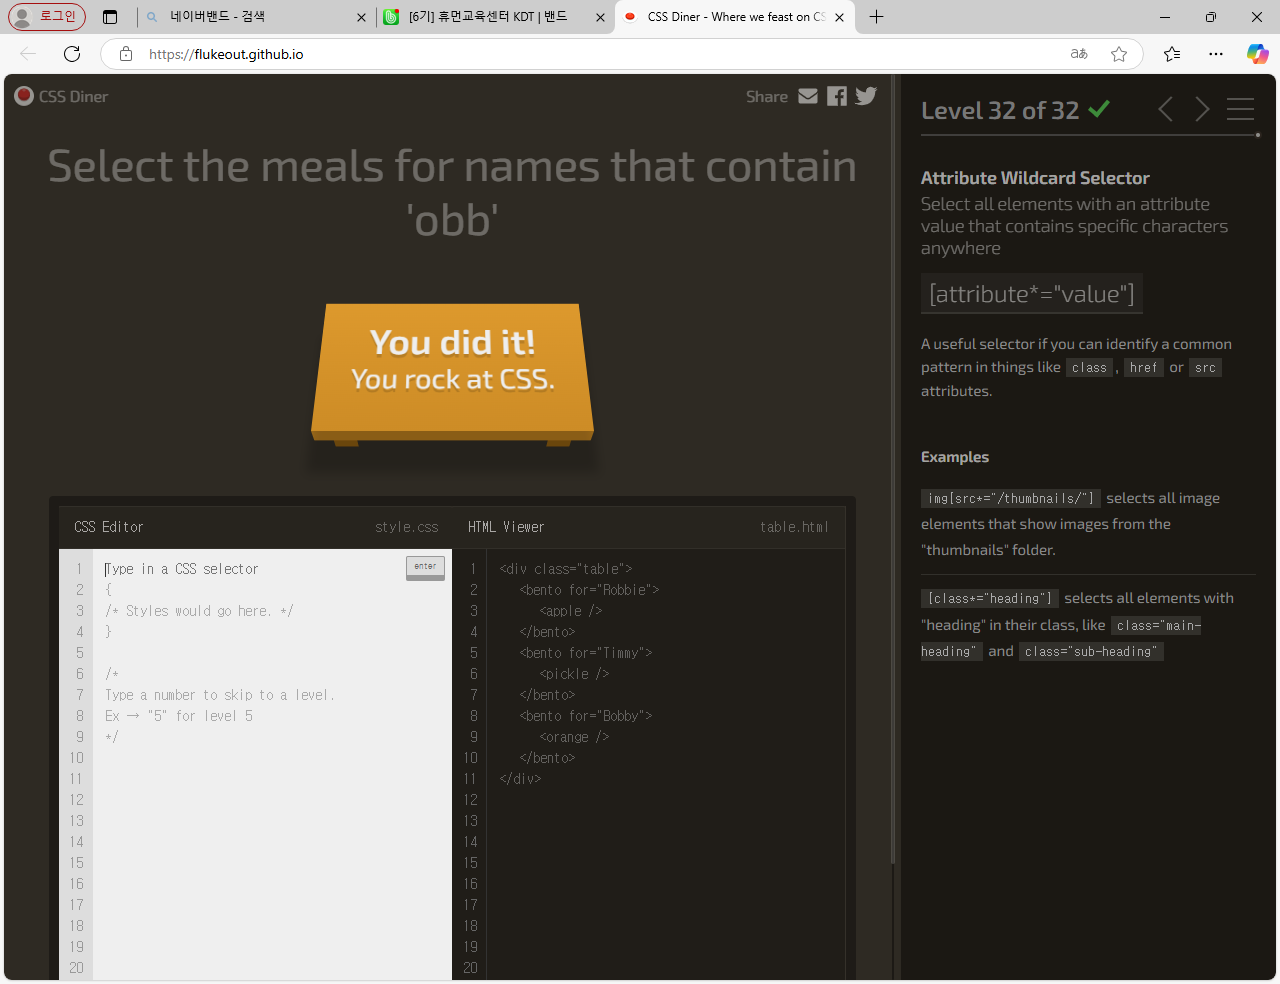 로그인
네이버밴드 - 검색
[6기] 휴먼교육센터 KDT | 밴드
CSS Diner - Where we feast on CS
https://flukeout.github.io
CSS Diner
Share
Select the meals for names that contain
'obb'
You did it!
You rock at CSS.
CSS Editor
style.css
HTML Viewer
table.html
enter
1 Type in a CSS selector
2 {
3 /* Styles would go here. */
4 }
5
6 /*
7 Type a number to skip to a level.
8 Ex → "5" for level 5
9 */
10
11
12
13
14
15
16
17
18
19
20
1 <div class="table">
2 <bento for="Robbie">
3 <apple />
4 </bento>
5 <bento for="Timmy">
6 <pickle />
7 </bento>
8 <bento for="Bobby">
9 <orange />
10 </bento>
11 </div>
12
13
14
15
16
17
18
19
20
Level 32 of 32
Attribute Wildcard Selector
Select all elements with an attribute
value that contains specific characters
anywhere
[attribute*="value"]
A useful selector if you can identify a common
pattern in things like class , href or src
attributes.
Examples
img[src*="/thumbnails/"] selects all image
elements that show images from the
"thumbnails" folder.
[class*="heading"] selects all elements with
"heading" in their class, like class="main-
heading" and class="sub-heading"